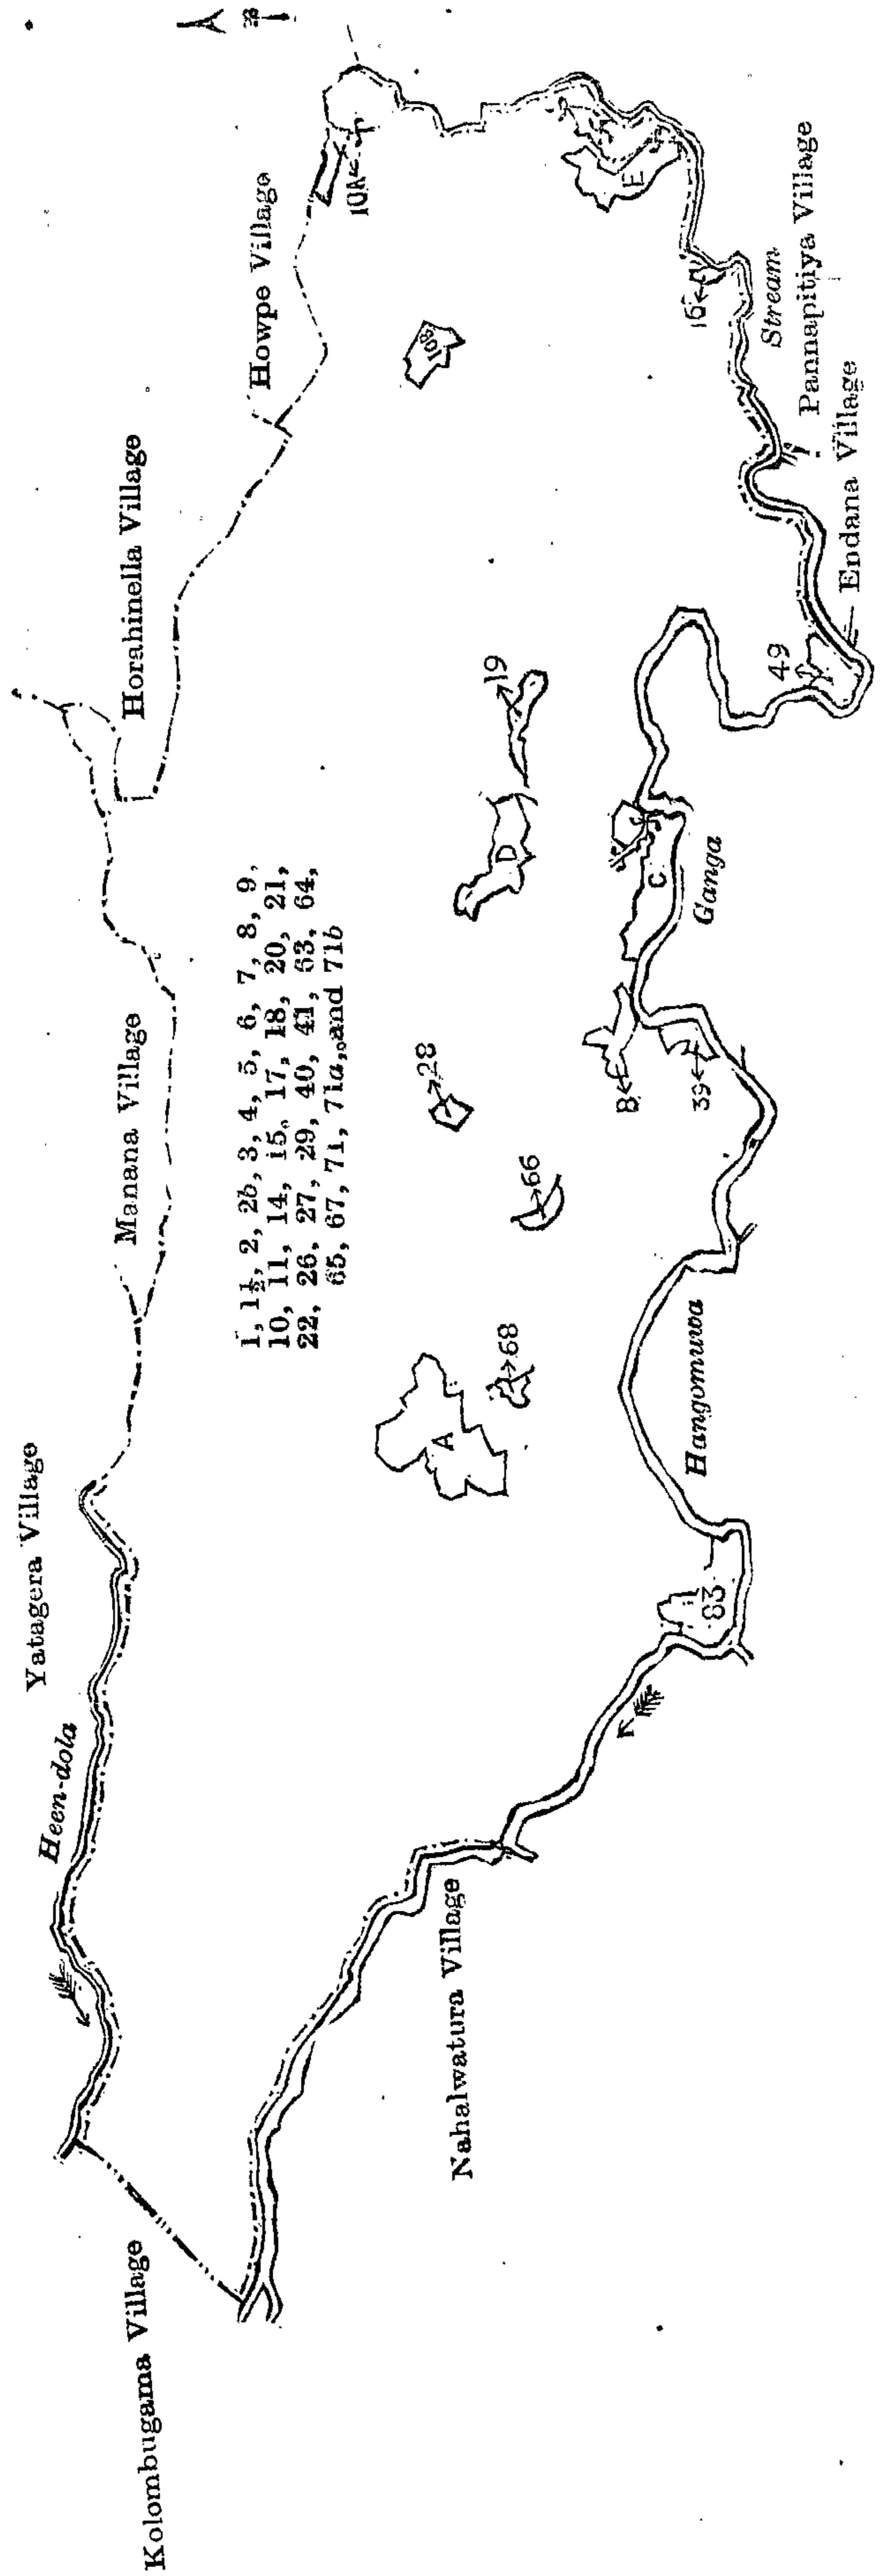 Kolombugama Village
Heen-dola
Yatagera Village
Manana Village
Horahinella Village
Howpe Village
10A
10B
1, 1½, 2, 2b, 3, 4, 5, 6, 7, 8, 9,
10, 11, 14, 15, 17, 18, 20, 21,
22, 26, 27, 29, 40, 41, 63, 64,
65, 67, 71, 71a, and 71b
A
68
66
28
D
19
E
16
Nahalwatura Village
83
Hangomuwa
B
39
C
Ganga
49
Endana Village
Pannapitiya Village
Stream